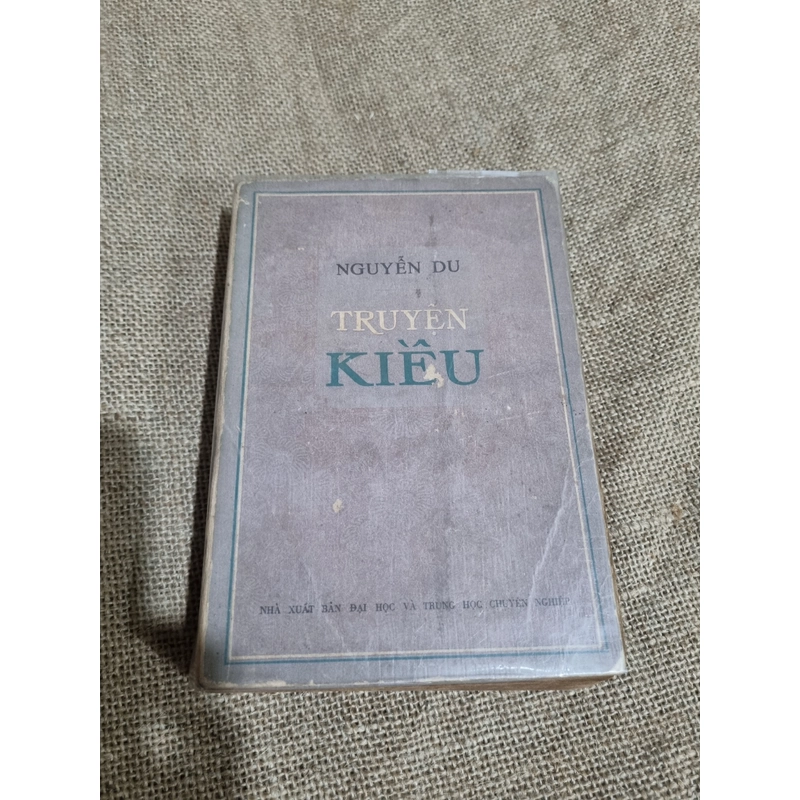 NGUYỄN DU
TRUYỆN
KIỀU
NHÀ XUẤT BẢN ĐẠI HỌC VÀ TRUNG HỌC CHUYÊN NGHIỆP